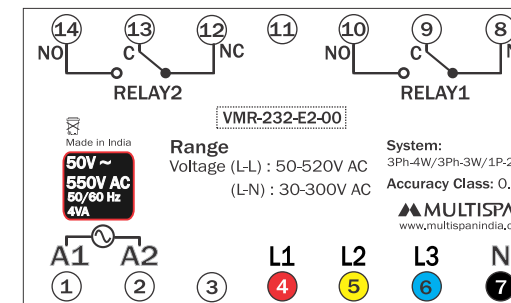 14 13 12 11 10 9 8
NO C NC NO C
RELAY2 RELAY1
VMR-232-E2-00
Made in India
50V ~
550V AC
50/60 Hz
4VA
Range
Voltage (L-L) : 50-520V AC
(L-N) : 30-300V AC
System:
3Ph-4W/3Ph-3W/1P-2
Accuracy Class: 0.
MULTISPA
www.multispanindia.c
A1 A2 L1 L2 L3 N
1 2 3 4 5 6 7